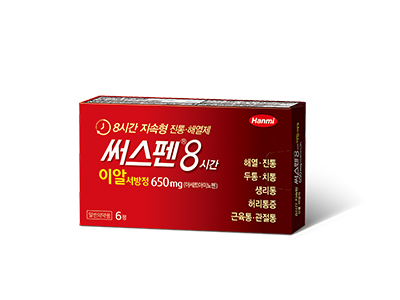 8시간 지속형 진통·해열제
Hanmi
써스펜®8시간
이알서방정 650mg (아세트아미노펜)
해열·진통
두통·치통
생리통
허리통증
근육통·관절통
일반의약품
6정